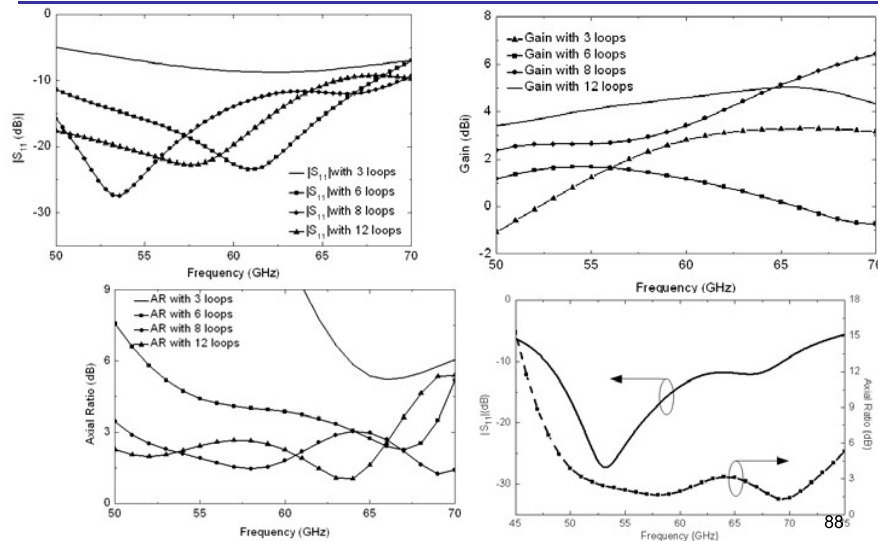 0
-10
-20
-30
|S11| (dB)
|S11| with 3 loops
|S11| with 6 loops
|S11| with 8 loops
|S11| with 12 loops
50 55 60 65 70
Frequency (GHz)
8
6
4
2
0
-2
Gain (dBi)
Gain with 3 loops
Gain with 6 loops
Gain with 8 loops
Gain with 12 loops
50 55 60 65 70
Frequency (GHz)
9
6
3
0
Axial Ratio (dB)
AR with 3 loops
AR with 6 loops
AR with 8 loops
AR with 12 loops
50 55 60 65 70
Frequency (GHz)
0
-10
-20
-30
|S11|(dB)
18
15
12
9
6
3
0
Axial Ratio (dB)
45 50 55 60 65 70
Frequency (GHz)
88